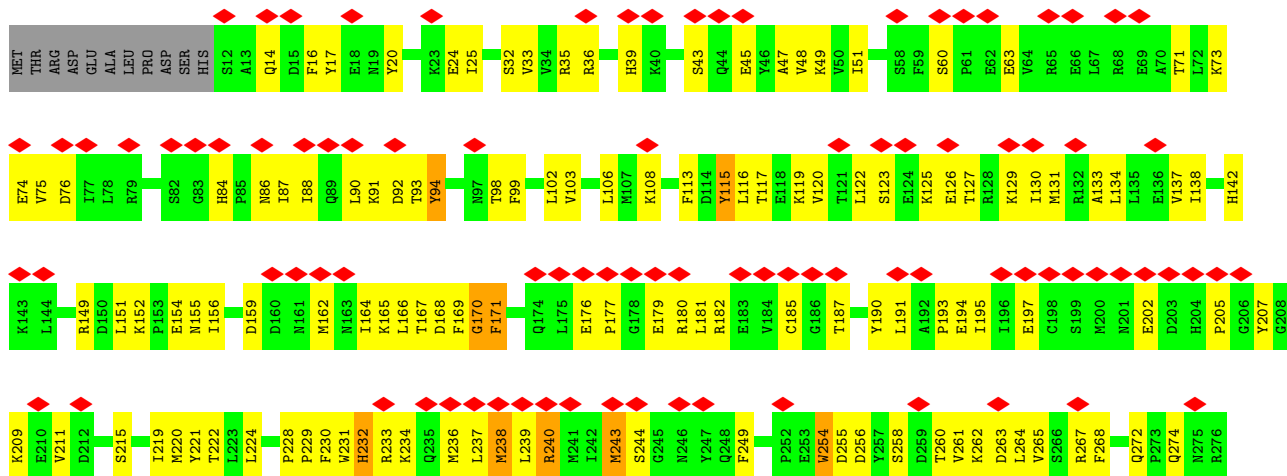 MET THR ARG ASP GLU ALA LEU PRO ASP SER HIS S12 A13 Q14 D15 F16 Y17 E18 N19 Y20 K23 E24 I25 S32 V33 V34 R35 R36 H39 K40 S43 Q44 E45 Y46 A47 V48 K49 V50 I51 S58 F59 S60 P61 E62 E63 V64 R65 E66 L67 R68 E69 A70 T71 L72 K73
E74 V75 D76 I77 L78 R79 S82 G83 H84 P85 N86 I87 I88 Q89 L90 K91 D92 T93 Y94 N97 T98 F99 L102 V103 L106 M107 K108 F113 D114 Y115 L116 T117 E118 K119 V120 T121 L122 S123 E124 K125 E126 T127 R128 K129 I130 M131 R132 A133 L134 L135 E136 V137 I138 H142
K143 L144 R149 D150 L151 K152 P153 E154 N155 I156 D159 D160 N161 M162 N163 I164 K165 L166 T167 D168 F169 G170 F171 Q174 L175 E176 P177 G178 E179 R180 L181 R182 E183 V184 C185 G186 T187 Y190 L191 A192 P193 E194 I195 I196 E197 C198 S199 M200 N201 E202 D203 H204 P205 G206 Y207 G208
K209 E210 V211 D212 S215 I219 M220 Y221 T222 L223 L224 P228 P229 F230 W231 H232 R233 K234 Q235 M236 L237 M238 L239 R240 M241 I242 M243 S244 G245 N246 Y247 Q248 F249 P252 E253 W254 D255 D256 Y257 S258 D259 T260 V261 K262 D263 L264 V265 S266 R267 F268 Q272 P273 Q274 N275 R276